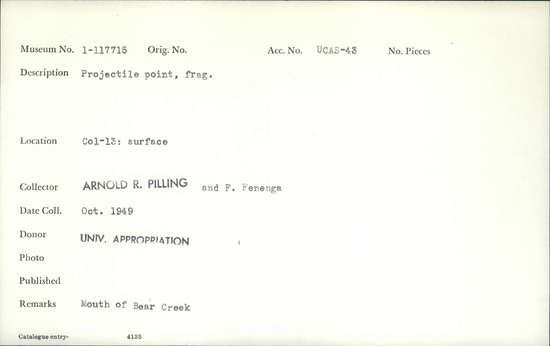 Museum No. 1-117715 Orig. No. Acc. No. UCAS-43 No. Pieces
Description Projectile point, frag.
Location Col-13: surface
Collector ARNOLD R. PILLING and F. Fenenga
Date Coll. Oct. 1949
Donor UNIV. APPROPRIATION
Photo
Published
Remarks Mouth of Bear Creek
Catalogue entry- 4135